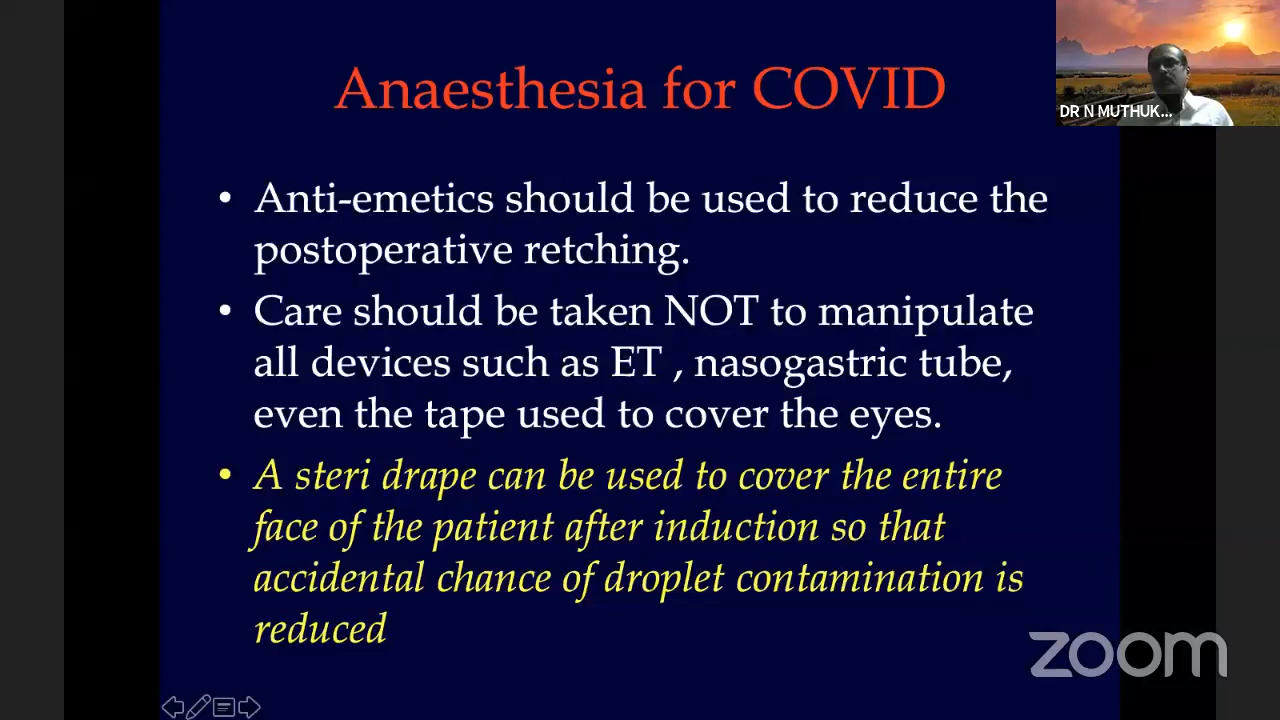 Anaesthesia for COVID
DR N MUTHUK...
• Anti-emetics should be used to reduce the
postoperative retching.
• Care should be taken NOT to manipulate
all devices such as ET , nasogastric tube,
even the tape used to cover the eyes.
• A steri drape can be used to cover the entire
face of the patient after induction so that
accidental chance of droplet contamination is
reduced
zoom